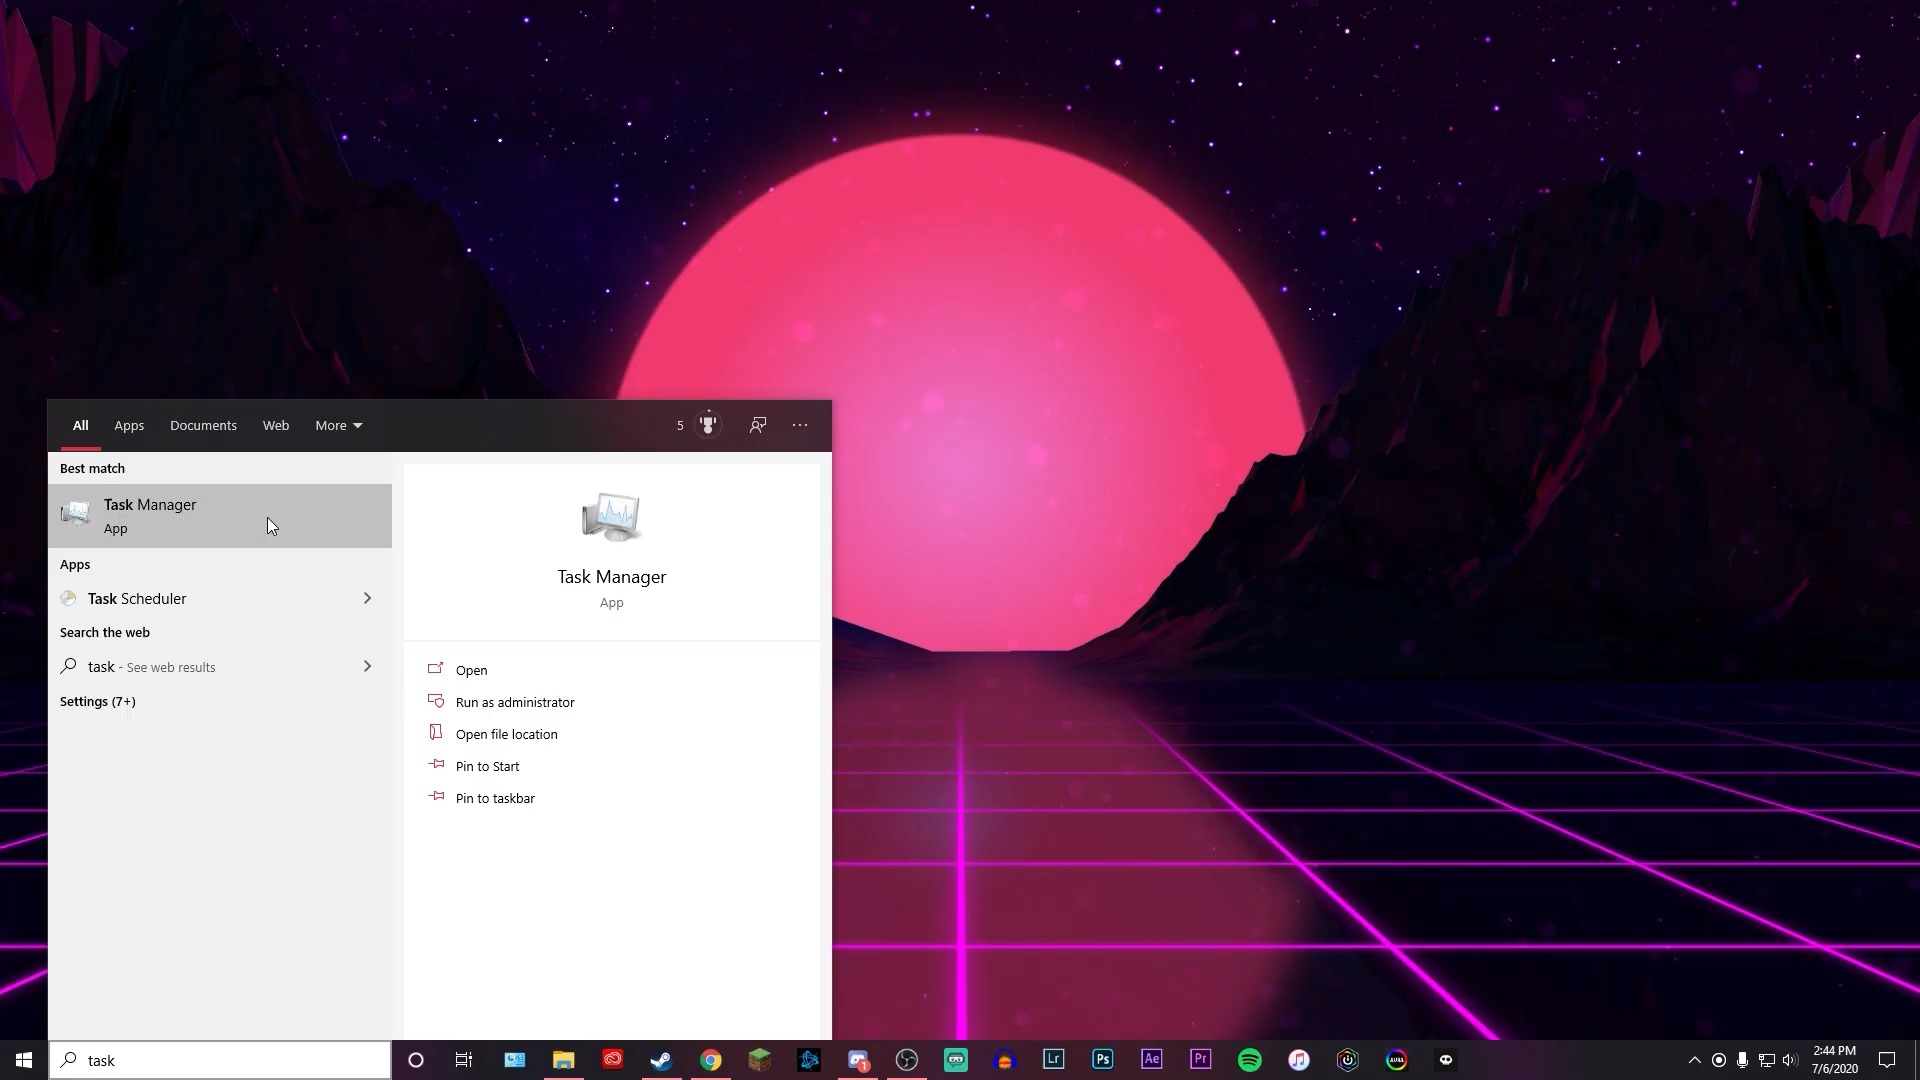 All Apps Documents Web More 5
Best match
Task Manager
App
Apps
Task Scheduler
Search the web
task - See web results
Settings (7+)
Task Manager
App
Open
Run as administrator
Open file location
Pin to Start
Pin to taskbar
task
1
Lr
Ps
Ae
Pr
AURA
2:44 PM
7/6/2020